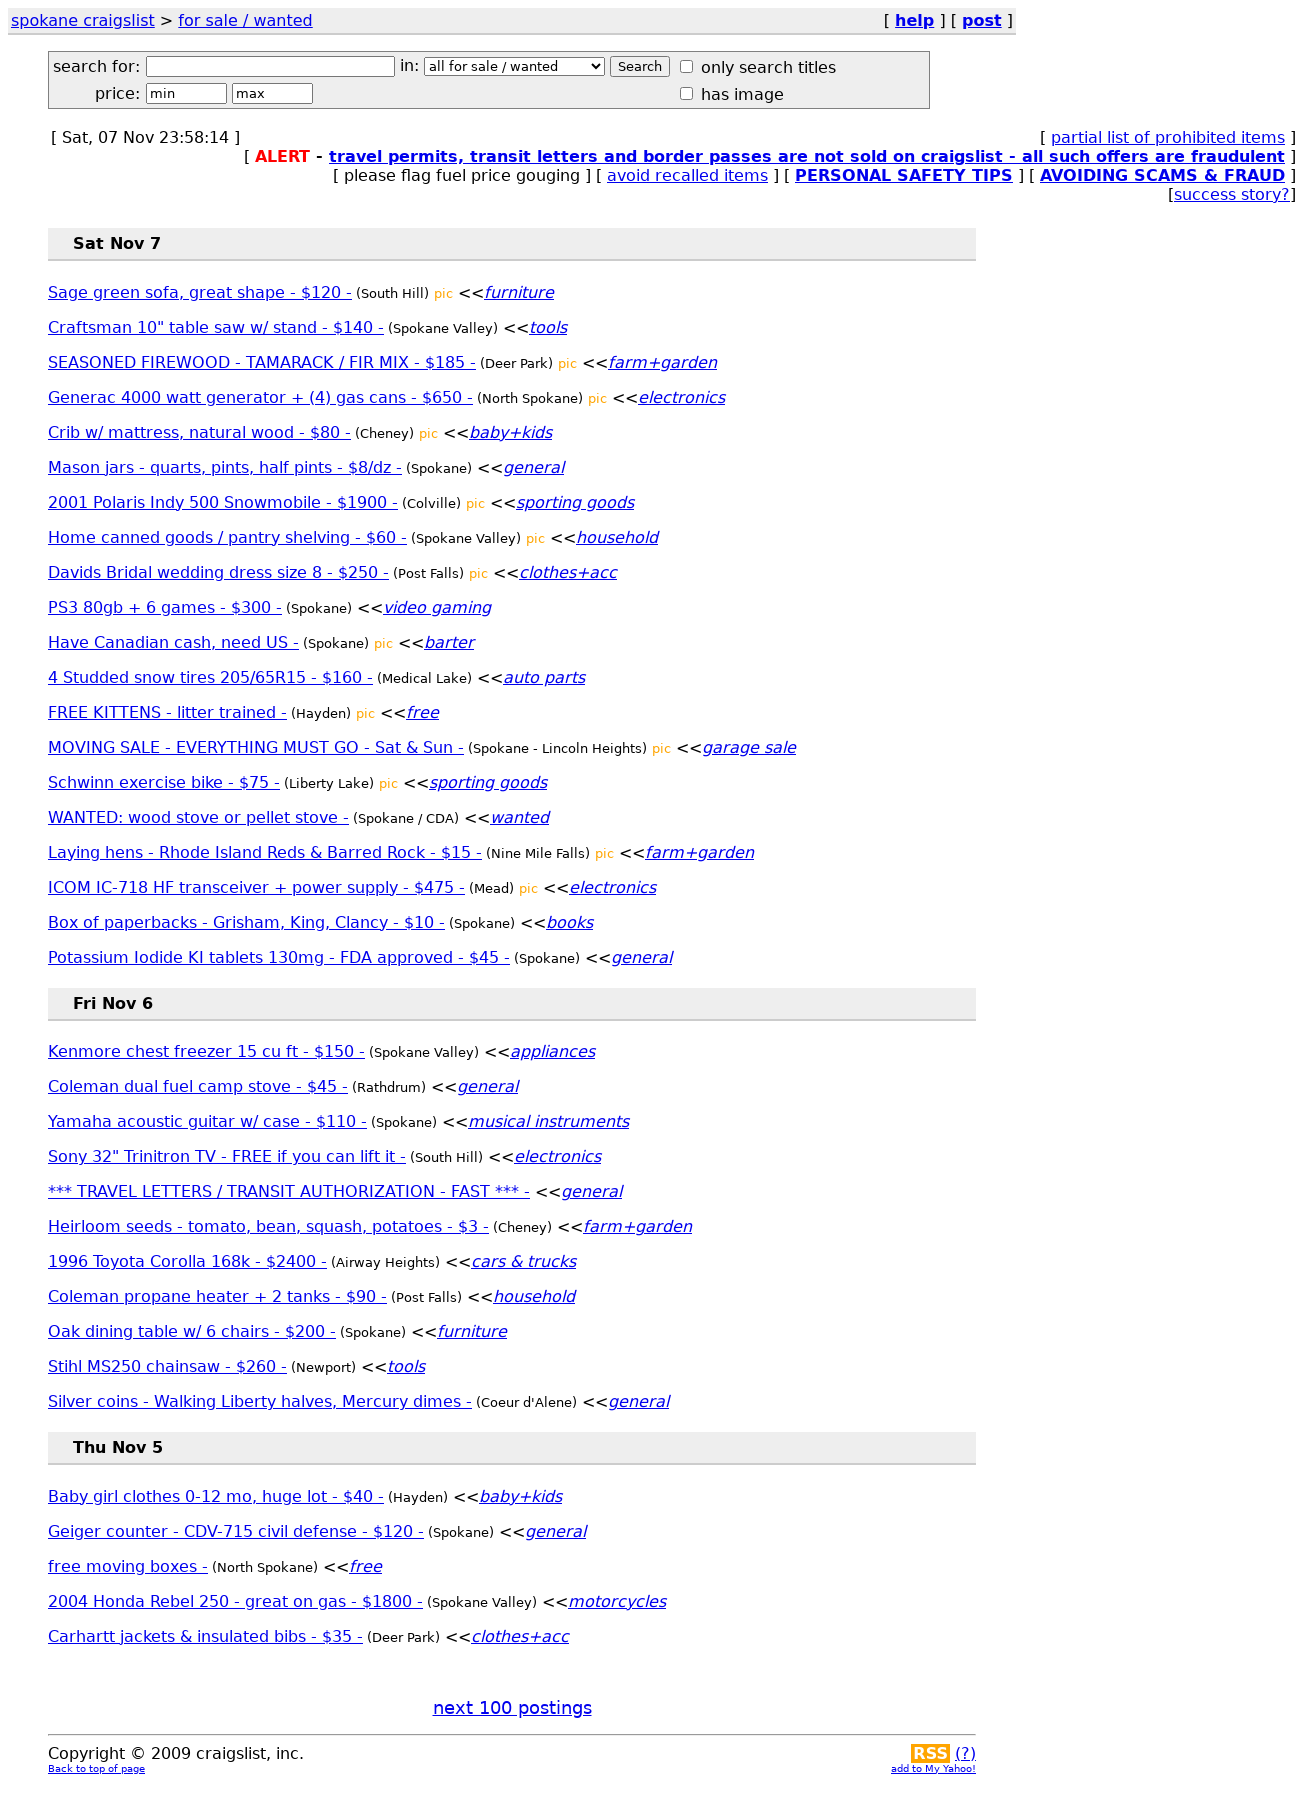 spokane craigslist > for sale / wanted [ help ] [ post ]
search for: in: all for sale / wanted Search only search titles
price: min max has image
[ Sat, 07 Nov 23:58:14 ] [ partial list of prohibited items ]
[ ALERT - travel permits, transit letters and border passes are not sold on craigslist - all such offers are fraudulent ]
[ please flag fuel price gouging ] [ avoid recalled items ] [ PERSONAL SAFETY TIPS ] [ AVOIDING SCAMS & FRAUD ]
[success story?]
Sat Nov 7
Sage green sofa, great shape - $120 - (South Hill) pic <<furniture
Craftsman 10" table saw w/ stand - $140 - (Spokane Valley) <<tools
SEASONED FIREWOOD - TAMARACK / FIR MIX - $185 - (Deer Park) pic <<farm+garden
Generac 4000 watt generator + (4) gas cans - $650 - (North Spokane) pic <<electronics
Crib w/ mattress, natural wood - $80 - (Cheney) pic <<baby+kids
Mason jars - quarts, pints, half pints - $8/dz - (Spokane) <<general
2001 Polaris Indy 500 Snowmobile - $1900 - (Colville) pic <<sporting goods
Home canned goods / pantry shelving - $60 - (Spokane Valley) pic <<household
Davids Bridal wedding dress size 8 - $250 - (Post Falls) pic <<clothes+acc
PS3 80gb + 6 games - $300 - (Spokane) <<video gaming
Have Canadian cash, need US - (Spokane) pic <<barter
4 Studded snow tires 205/65R15 - $160 - (Medical Lake) <<auto parts
FREE KITTENS - litter trained - (Hayden) pic <<free
MOVING SALE - EVERYTHING MUST GO - Sat & Sun - (Spokane - Lincoln Heights) pic <<garage sale
Schwinn exercise bike - $75 - (Liberty Lake) pic <<sporting goods
WANTED: wood stove or pellet stove - (Spokane / CDA) <<wanted
Laying hens - Rhode Island Reds & Barred Rock - $15 - (Nine Mile Falls) pic <<farm+garden
ICOM IC-718 HF transceiver + power supply - $475 - (Mead) pic <<electronics
Box of paperbacks - Grisham, King, Clancy - $10 - (Spokane) <<books
Potassium Iodide KI tablets 130mg - FDA approved - $45 - (Spokane) <<general
Fri Nov 6
Kenmore chest freezer 15 cu ft - $150 - (Spokane Valley) <<appliances
Coleman dual fuel camp stove - $45 - (Rathdrum) <<general
Yamaha acoustic guitar w/ case - $110 - (Spokane) <<musical instruments
Sony 32" Trinitron TV - FREE if you can lift it - (South Hill) <<electronics
*** TRAVEL LETTERS / TRANSIT AUTHORIZATION - FAST *** - <<general
Heirloom seeds - tomato, bean, squash, potatoes - $3 - (Cheney) <<farm+garden
1996 Toyota Corolla 168k - $2400 - (Airway Heights) <<cars & trucks
Coleman propane heater + 2 tanks - $90 - (Post Falls) <<household
Oak dining table w/ 6 chairs - $200 - (Spokane) <<furniture
Stihl MS250 chainsaw - $260 - (Newport) <<tools
Silver coins - Walking Liberty halves, Mercury dimes - (Coeur d'Alene) <<general
Thu Nov 5
Baby girl clothes 0-12 mo, huge lot - $40 - (Hayden) <<baby+kids
Geiger counter - CDV-715 civil defense - $120 - (Spokane) <<general
free moving boxes - (North Spokane) <<free
2004 Honda Rebel 250 - great on gas - $1800 - (Spokane Valley) <<motorcycles
Carhartt jackets & insulated bibs - $35 - (Deer Park) <<clothes+acc
next 100 postings
Copyright © 2009 craigslist, inc. RSS (?)
Back to top of page add to My Yahoo!